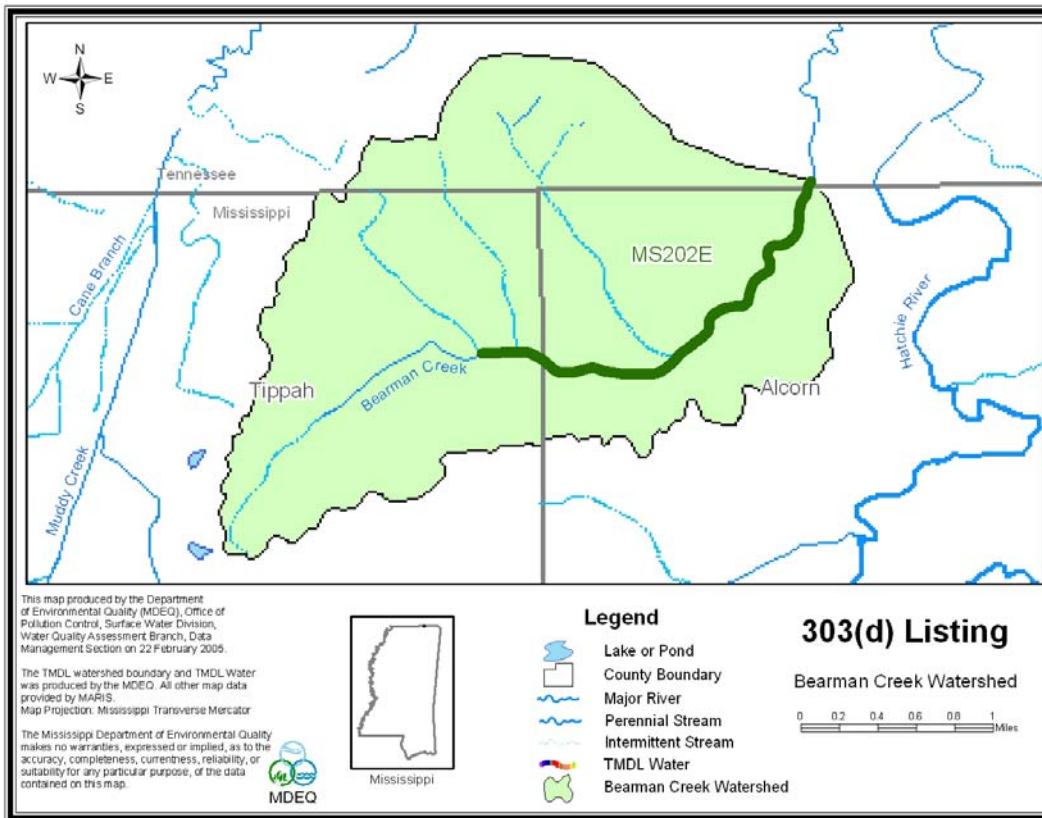 N
W E
S
Tennessee
Mississippi
Cane Branch
Muddy Creek
Tippah
Bearman Creek
MS202E
Alcorn
Hatchie River
This map produced by the Department
of Environmental Quality (MDEQ), Office of
Pollution Control, Surface Water Division,
Water Quality Assessment Branch, Data
Management Section on 22 February 2005.
The TMDL watershed boundary and TMDL Water
was produced by the MDEQ. All other map data
provided by MARIS.
Map Projection: Mississippi Transverse Mercator
The Mississippi Department of Environmental Quality
makes no warranties, expressed or implied, as to the
accuracy, completeness, currentness, reliability, or
suitability for any particular purpose, of the data
contained on this map.
MDEQ
Mississippi
Legend
Lake or Pond
County Boundary
Major River
Perennial Stream
Intermittent Stream
TMDL Water
Bearman Creek Watershed
303(d) Listing
Bearman Creek Watershed
0 0.2 0.4 0.6 0.8 1
Miles